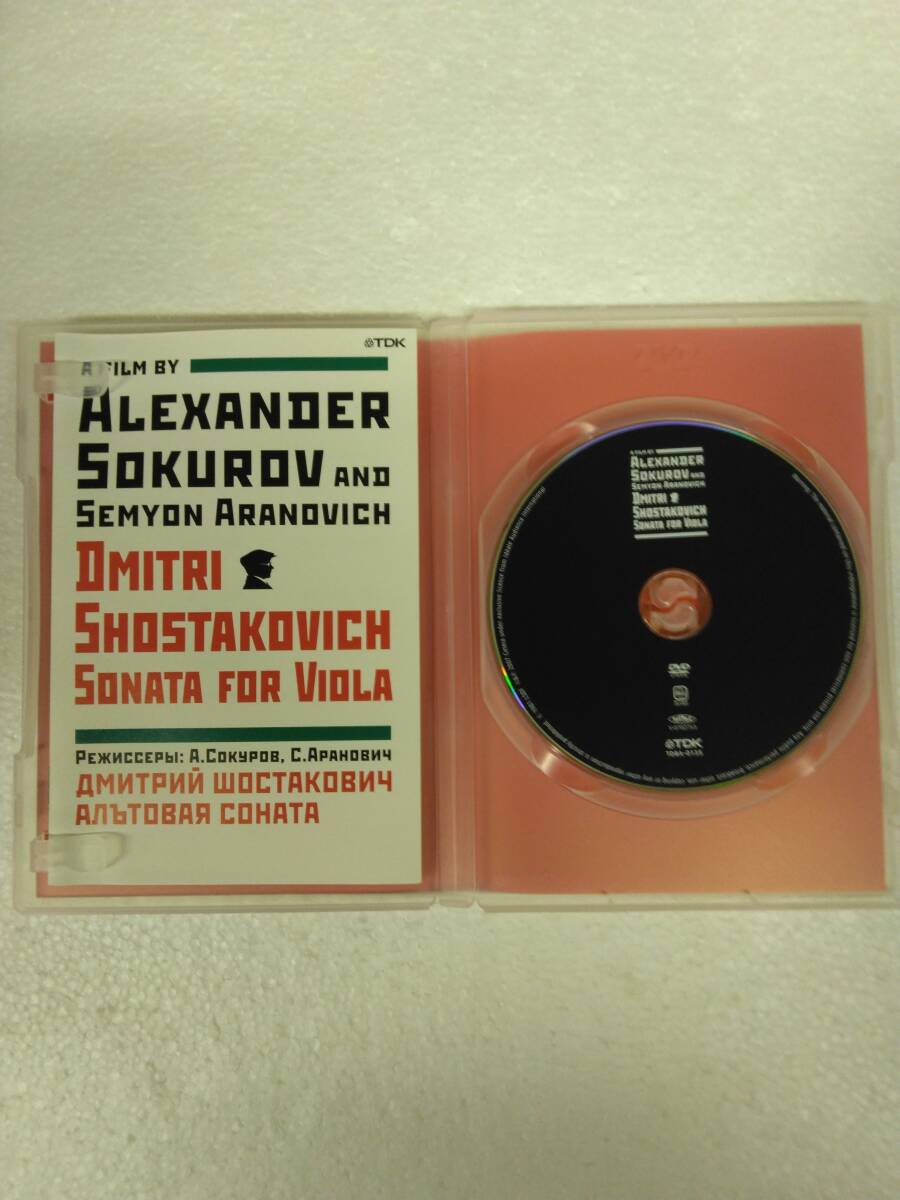 TDK
A FILM BY
ALEXANDER
SOKUROV AND
SEMYON ARANOVICH
DMITRI
SHOSTAKOVICH
SONATA FOR VIOLA
РЕЖИССЕРЫ: А.СОКУРОВ, С.АРАНОВИЧ
ДМИТРИЙ ШОСТАКОВИЧ
АЛЪТОВАЯ СОНАТА
A FILM BY
ALEXANDER
SOKUROV AND
SEMYON ARANOVICH
DMITRI
SHOSTAKOVICH
SONATA FOR VIOLA
DVD
TDK